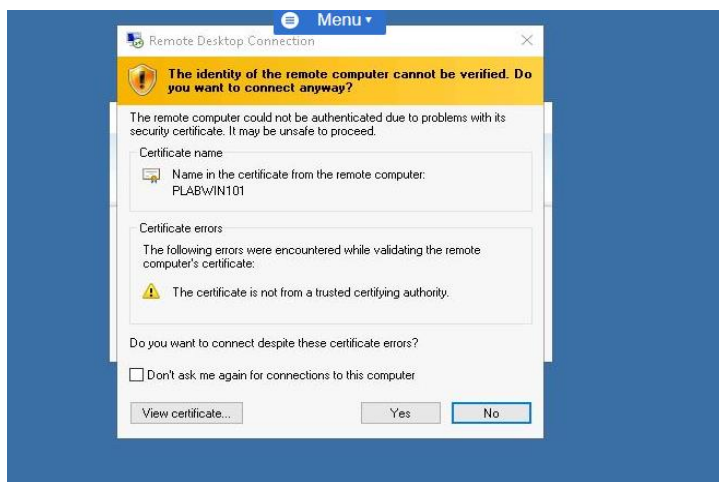 Menu
Remote Desktop Connection
The identity of the remote computer cannot be verified. Do
you want to connect anyway?
The remote computer could not be authenticated due to problems with its
security certificate. It may be unsafe to proceed.
Certificate name
Name in the certificate from the remote computer:
PLABWIN101
Certificate errors
The following errors were encountered while validating the remote
computer's certificate:
The certificate is not from a trusted certifying authority.
Do you want to connect despite these certificate errors?
Don't ask me again for connections to this computer
View certificate... Yes No